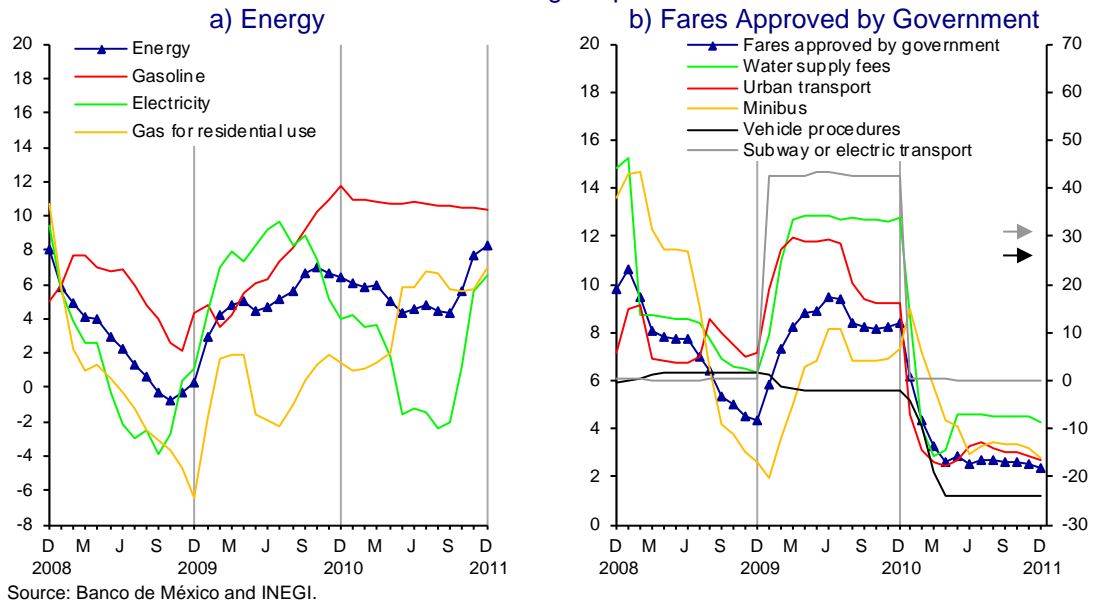 a) Energy
20
18
16
14
12
10
8
6
4
2
0
-2
-4
-6
-8
Energy
Gasoline
Electricity
Gas for residential use
D M J S D M J S D M J S D
2008 2009 2010 2011
b) Fares Approved by Government
20
18
16
14
12
10
8
6
4
2
0
Fares approved by government
Water supply fees
Urban transport
Minibus
Vehicle procedures
Subway or electric transport
70
60
50
40
30
20
10
0
-10
-20
-30
D M J S D M J S D M J S D
2008 2009 2010 2011
Source: Banco de México and INEGI.